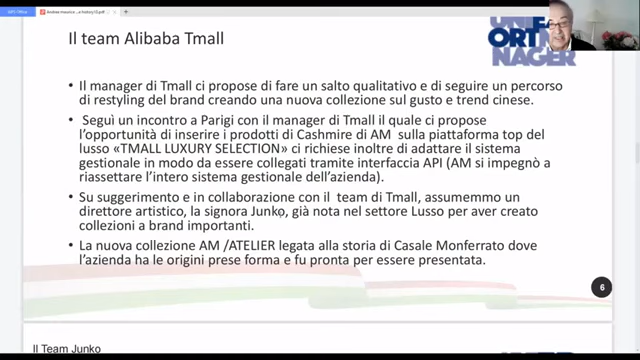 Il team Alibaba Tmall
UNI FA
ORT M
NAGER
• Il manager di Tmall ci propose di fare un salto qualitativo e di seguire un percorso
di restyling del brand creando una nuova collezione sul gusto e trend cinese.
• Seguì un incontro a Parigi con il manager di Tmall il quale ci propose
l'opportunità di inserire i prodotti di Cashmire di AM sulla piattaforma top del
lusso «TMALL LUXURY SELECTION» ci richiese inoltre di adattare il sistema
gestionale in modo da essere collegati tramite interfaccia API (AM si impegnò a
riassettare l'intero sistema gestionale dell'azienda).
• Su suggerimento e in collaborazione con il team di Tmall, assumemmo un
direttore artistico, la signora Junko, già nota nel settore Lusso per aver creato
collezioni a brand importanti.
• La nuova collezione AM /ATELIER legata alla storia di Casale Monferrato dove
l'azienda ha le origini prese forma e fu pronta per essere presentata.
6
Il Team Junko